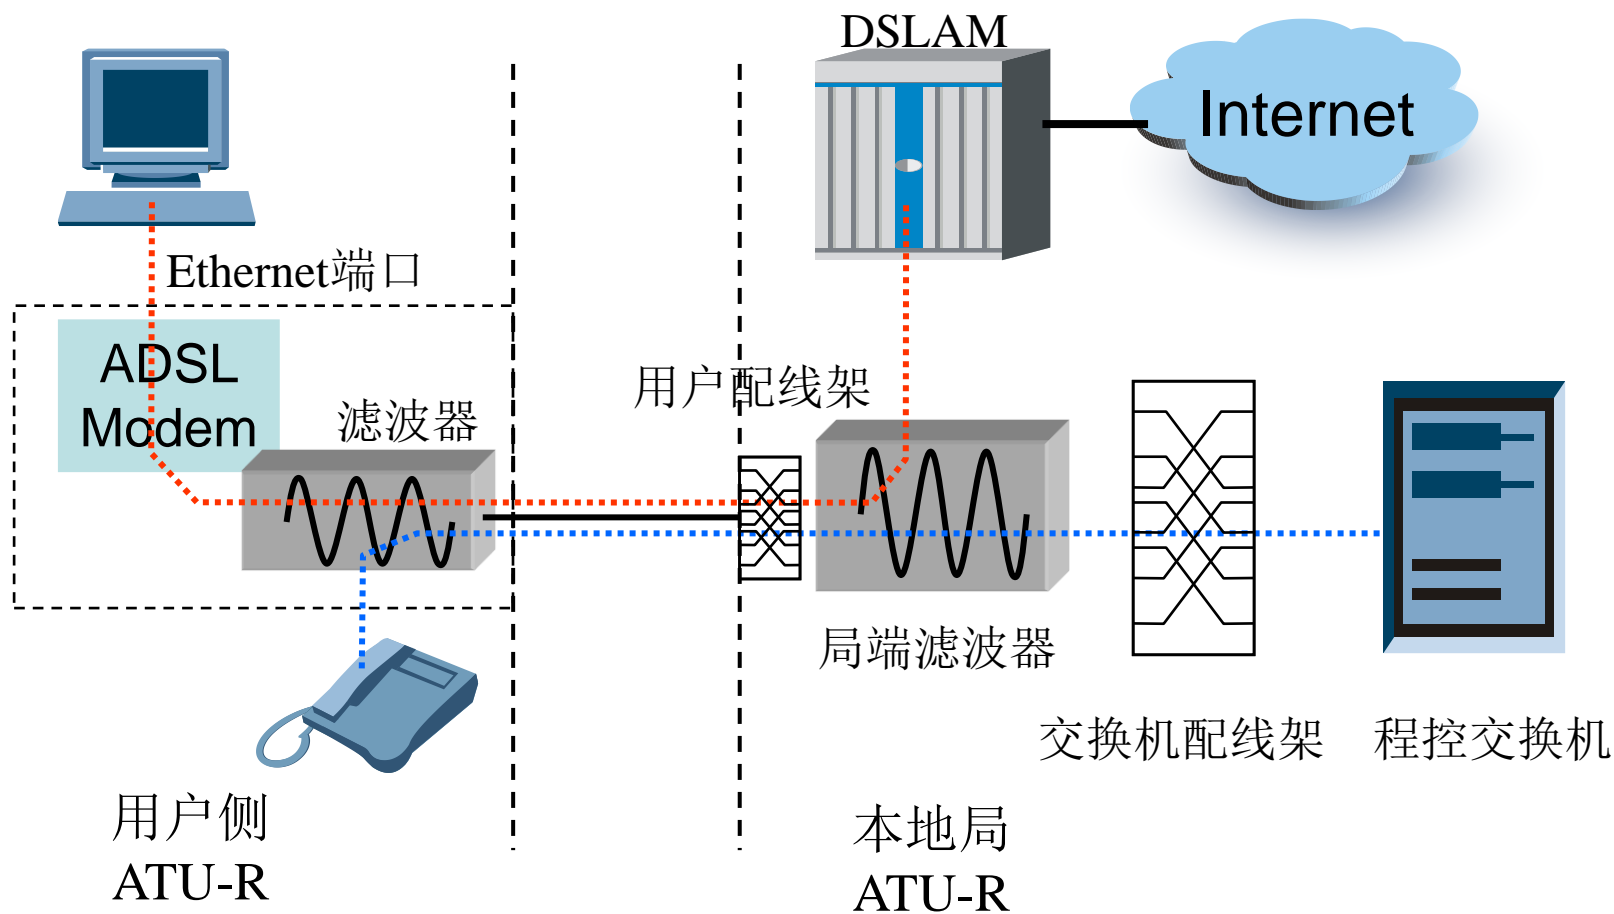 DSLAM
Internet
Ethernet端口
ADSL
Modem
滤波器
用户配线架
局端滤波器
交换机配线架
程控交换机
用户侧
ATU-R
本地局
ATU-R